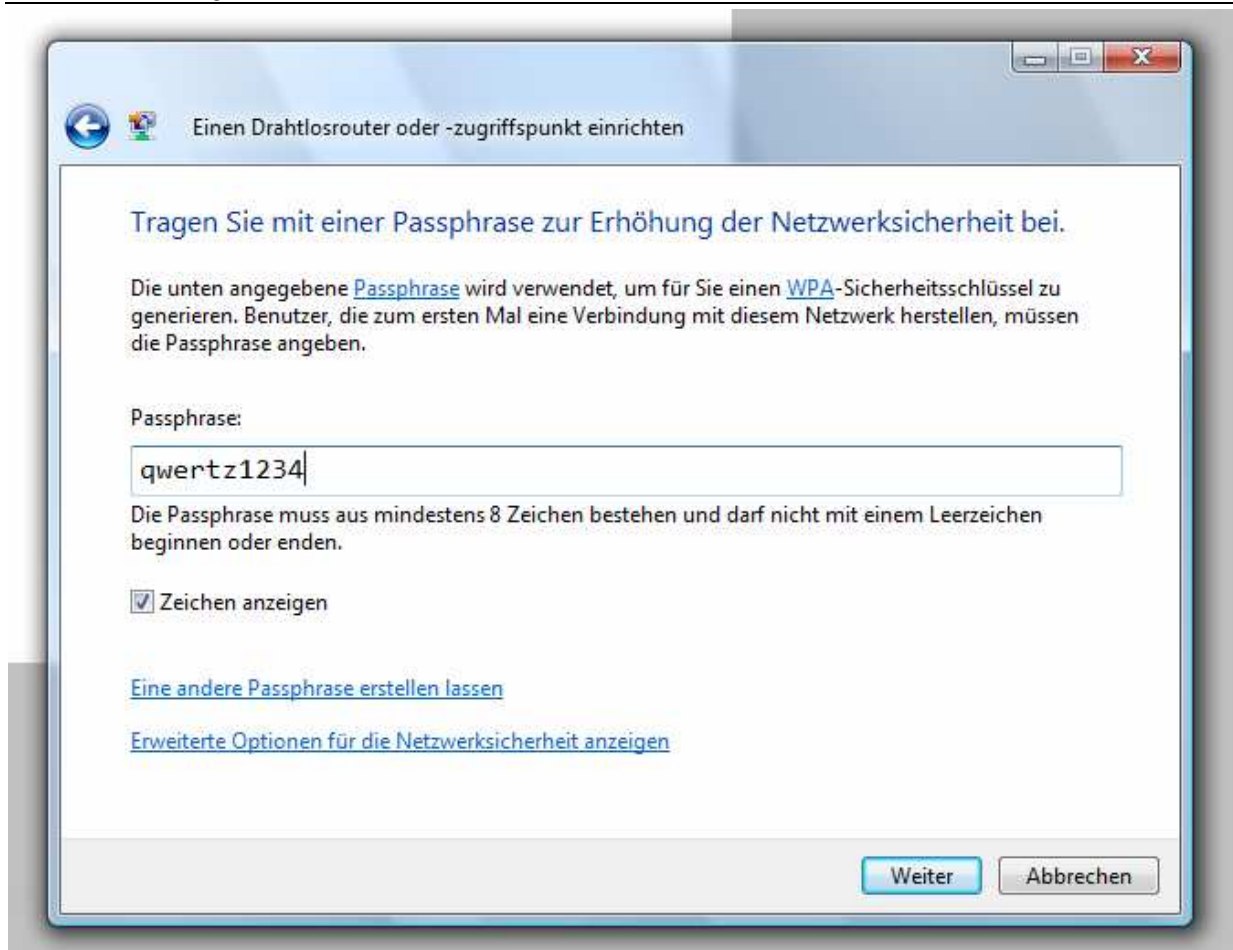 Einen Drahtlosrouter oder -zugriffspunkt einrichten
Tragen Sie mit einer Passphrase zur Erhöhung der Netzwerksicherheit bei.
Die unten angegebene Passphrase wird verwendet, um für Sie einen WPA-Sicherheitsschlüssel zu
generieren. Benutzer, die zum ersten Mal eine Verbindung mit diesem Netzwerk herstellen, müssen
die Passphrase angeben.
Passphrase:
qwertz1234
Die Passphrase muss aus mindestens 8 Zeichen bestehen und darf nicht mit einem Leerzeichen
beginnen oder enden.
Zeichen anzeigen
Eine andere Passphrase erstellen lassen
Erweiterte Optionen für die Netzwerksicherheit anzeigen
Weiter Abbrechen